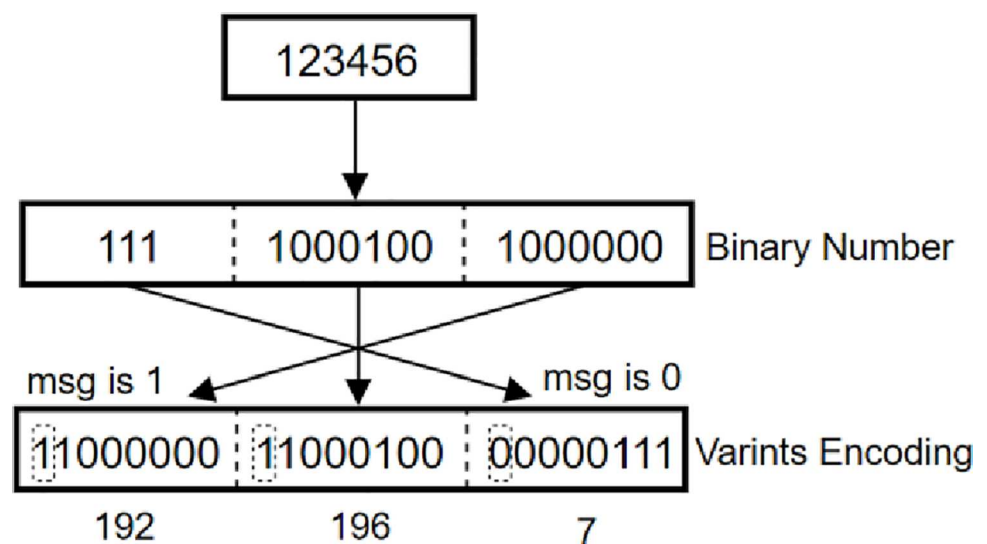 123456
111 1000100 1000000 Binary Number
msg is 1 msg is 0
11000000 11000100 00000111 Varints Encoding
192 196 7